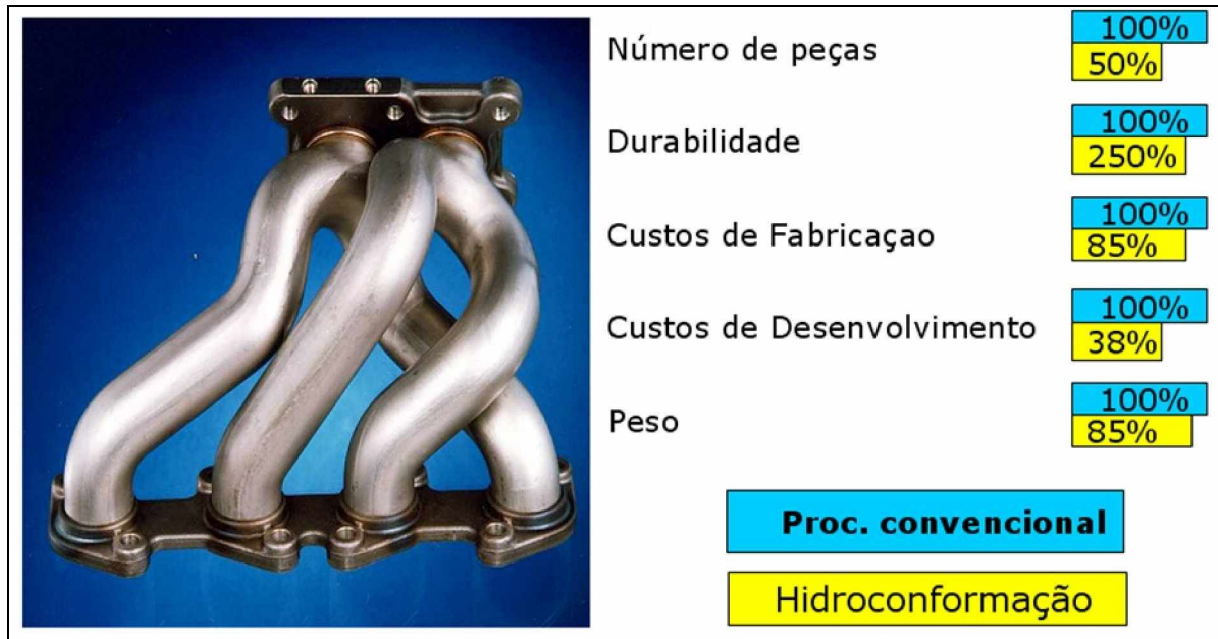 Número de peças
100%
50%
Durabilidade
100%
250%
Custos de Fabricaçao
100%
85%
Custos de Desenvolvimento
100%
38%
Peso
100%
85%
Proc. convencional
Hidroconformação